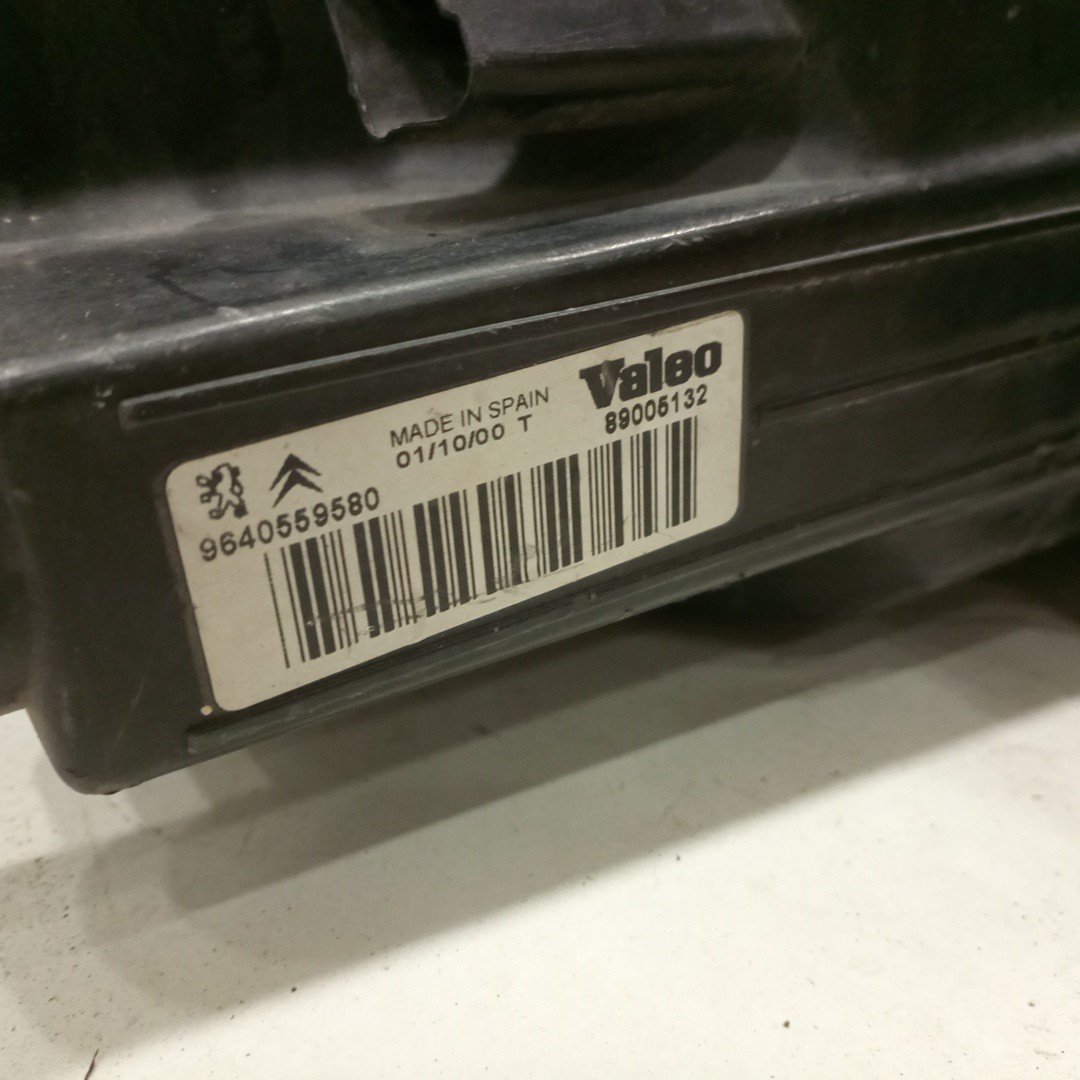 MADE IN SPAIN
01/10/00 T
Valeo
89005132
9640559580